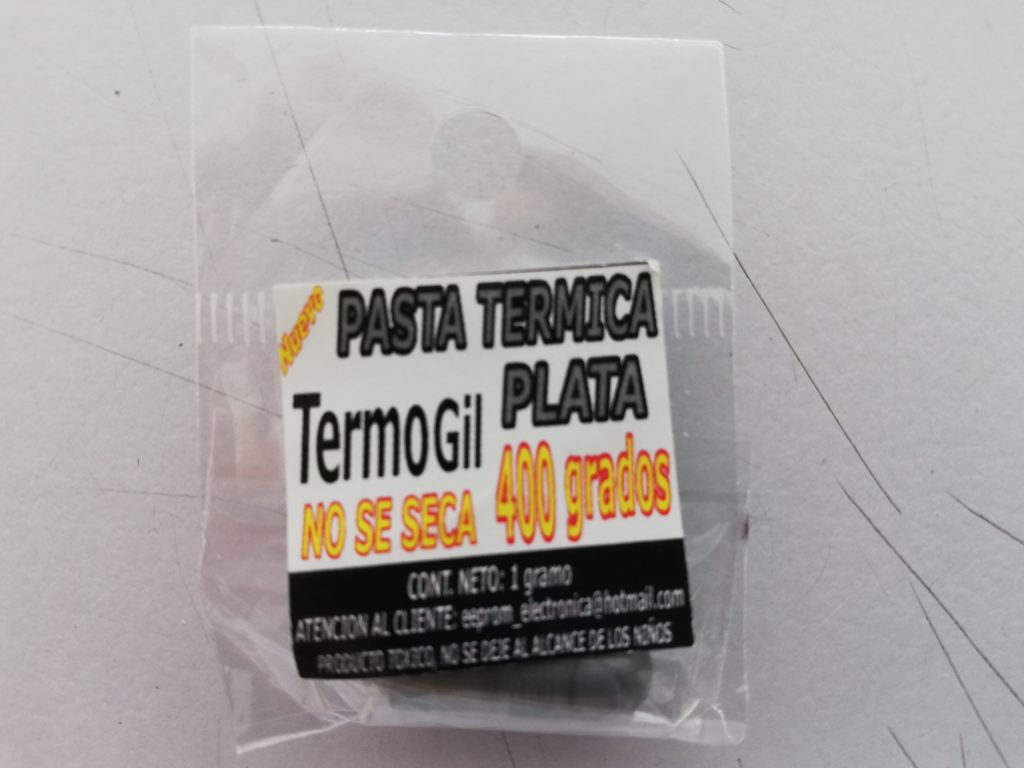 Nuevo
PASTA TERMICA
PLATA
TermoGil
400 grados
NO SE SECA
CONT. NETO: 1 gramo
ATENCION AL CLIENTE: eeprom_electronica@hotmail.com
PRODUCTO TOXICO, NO SE DEJE AL ALCANCE DE LOS NIÑOS